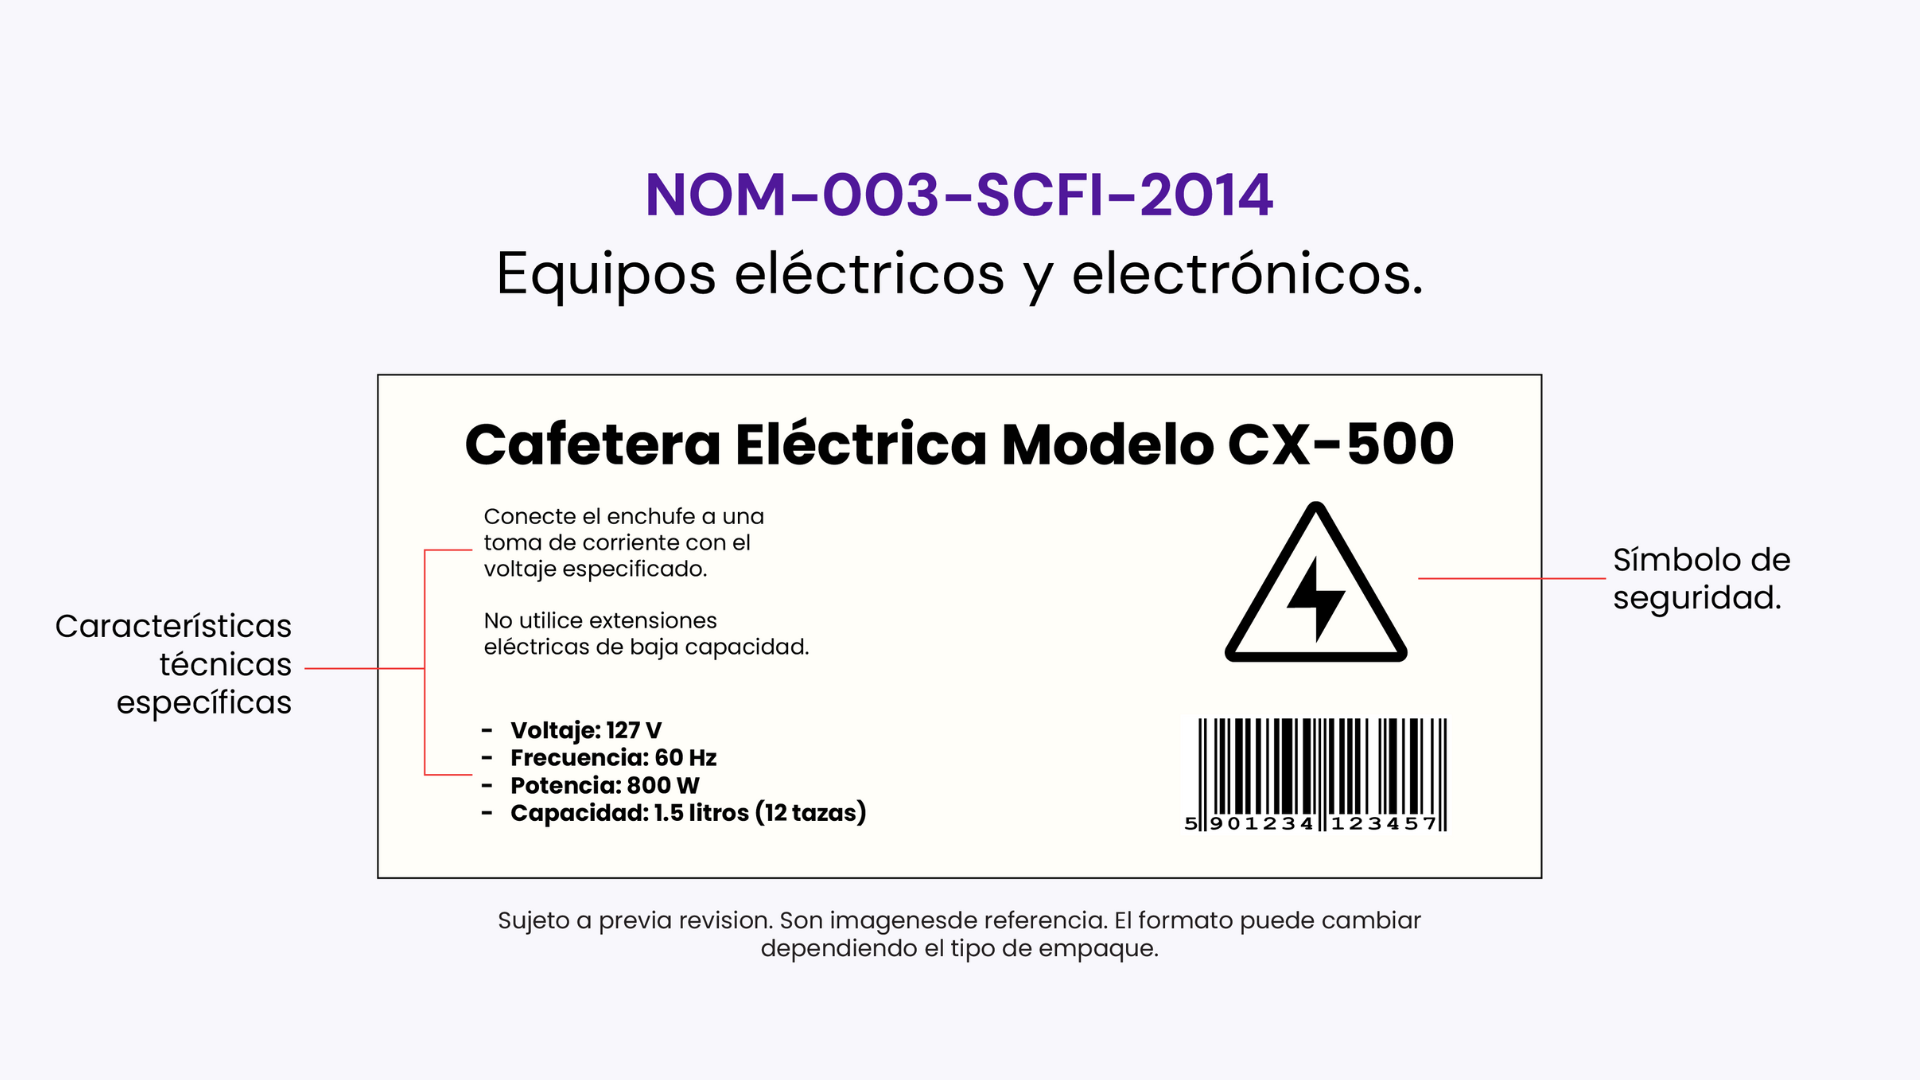 NOM-003-SCFI-2014
Equipos eléctricos y electrónicos.
Cafetera Eléctrica Modelo CX-500
Conecte el enchufe a una
toma de corriente con el
voltaje especificado.
No utilice extensiones
eléctricas de baja capacidad.
Características
técnicas
específicas
- Voltaje: 127 V
- Frecuencia: 60 Hz
- Potencia: 800 W
- Capacidad: 1.5 litros (12 tazas)
Símbolo de
seguridad.
5 901234 123457
Sujeto a previa revision. Son imagenesde referencia. El formato puede cambiar
dependiendo el tipo de empaque.